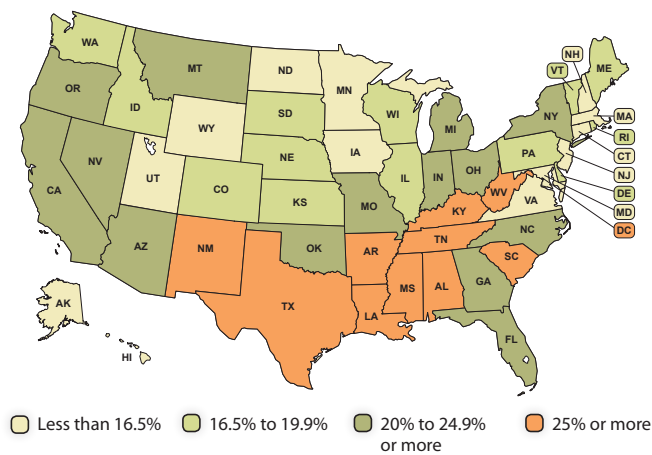 WA
MT
ND
MN
OR
ID
SD
WI
WY
MI
NY
NH
VT
ME
MA
RI
CT
NJ
DE
MD
DC
IA
NE
PA
NV
UT
CO
IL
IN
OH
WV
VA
CA
KS
MO
KY
NC
TN
AZ
NM
OK
AR
SC
MS
AL
GA
TX
LA
FL
AK
HI
Less than 16.5%
16.5% to 19.9%
20% to 24.9%
or more
25% or more